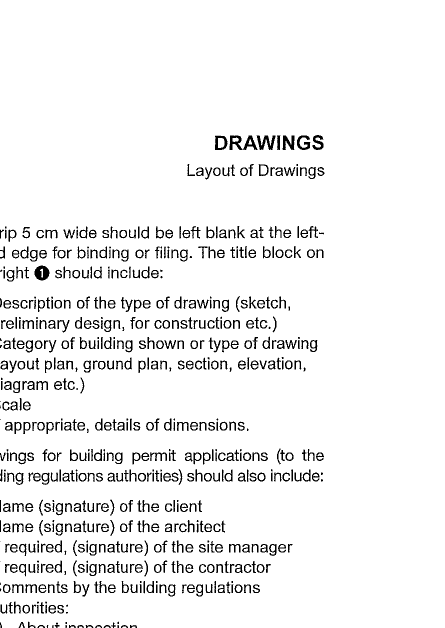 DRAWINGS
Layout of Drawings
rip 5 cm wide should be left blank at the left-
d edge for binding or filing. The title block on
right ❶ should include:
escription of the type of drawing (sketch,
reliminary design, for construction etc.)
ategory of building shown or type of drawing
ayout plan, ground plan, section, elevation,
iagram etc.)
cale
appropriate, details of dimensions.
wings for building permit applications (to the
ding regulations authorities) should also include:
ame (signature) of the client
ame (signature) of the architect
required, (signature) of the site manager
required, (signature) of the contractor
omments by the building regulations
uthorities:
) About inspection